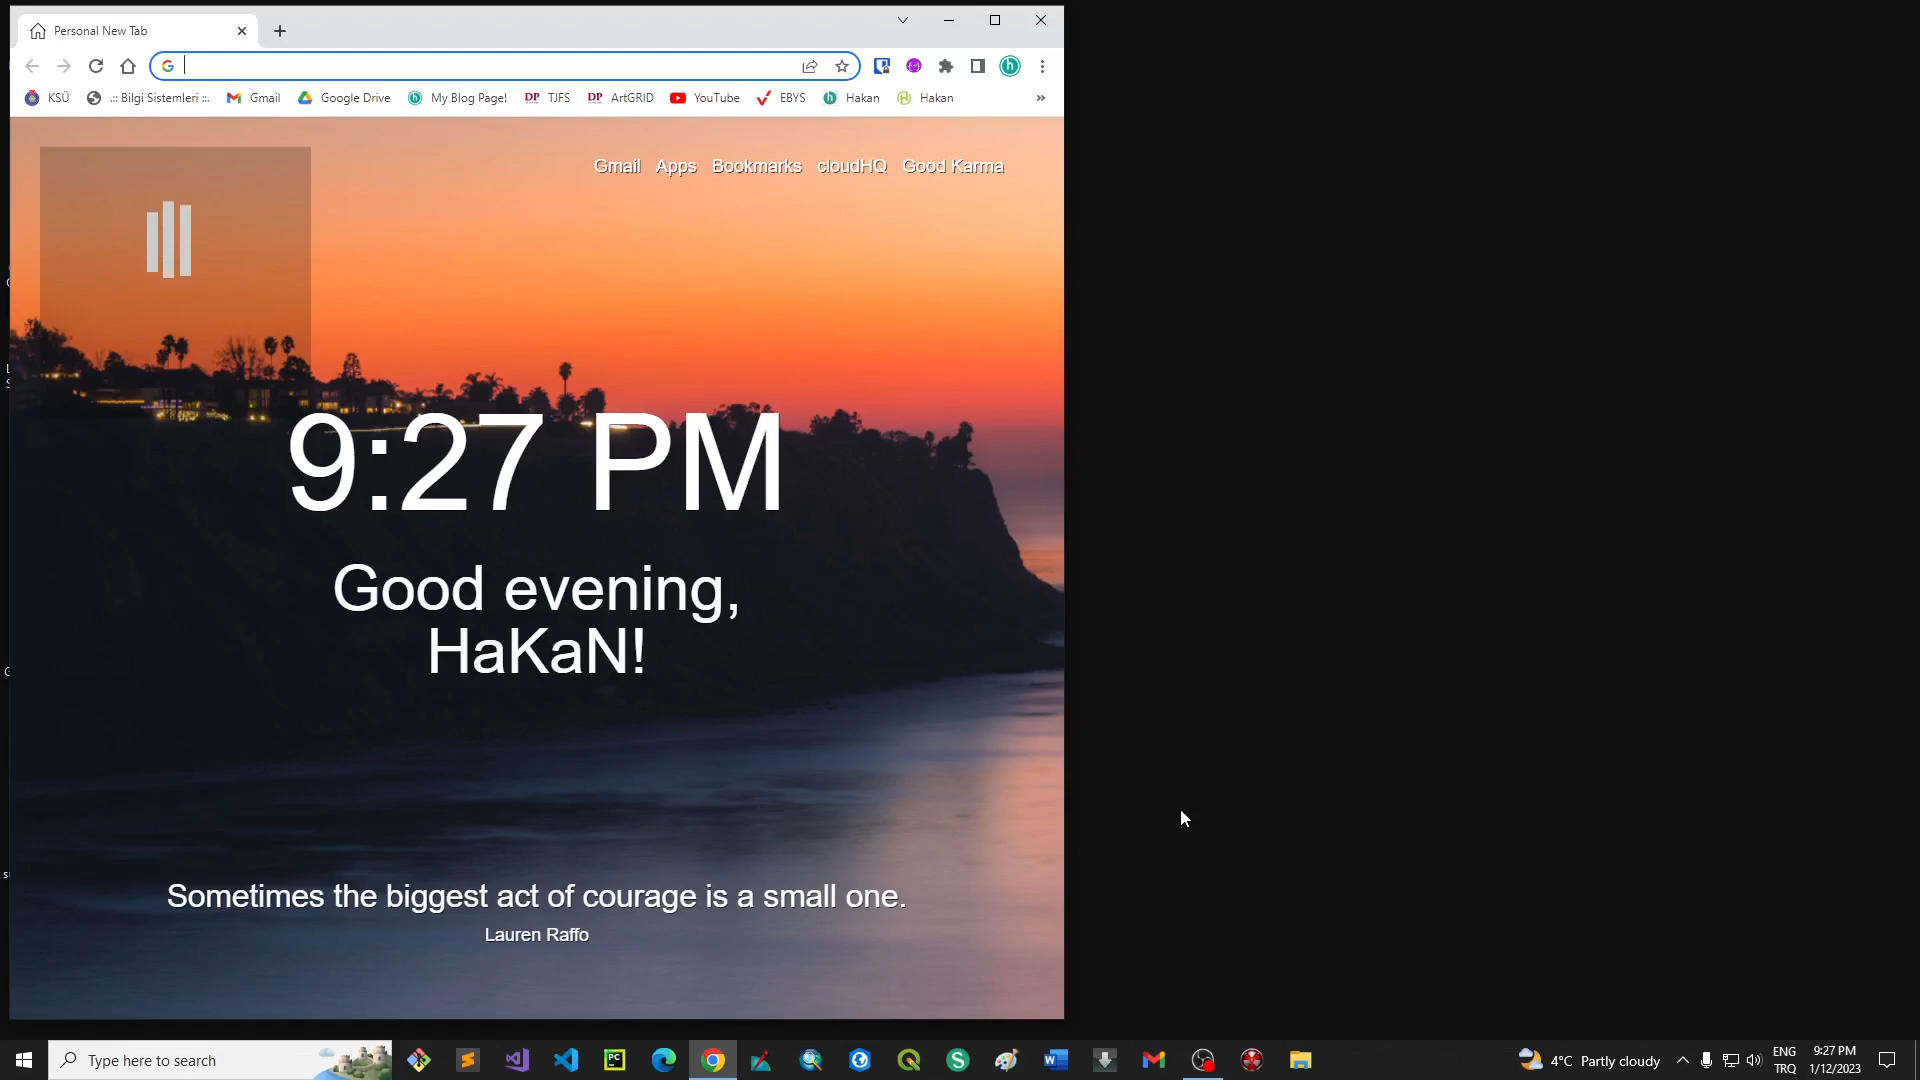 Personal New Tab
KSÜ
.:: Bilgi Sistemleri ::.
Gmail
Google Drive
My Blog Page!
DP
TJFS
DP
ArtGRID
YouTube
EBYS
Hakan
Hakan
»
Gmail Apps Bookmarks cloudHQ Good Karma
9:27 PM
Good evening,
HaKaN!
Sometimes the biggest act of courage is a small one.
Lauren Raffo
Type here to search
4°C Partly cloudy
ENG
TRQ
9:27 PM
1/12/2023